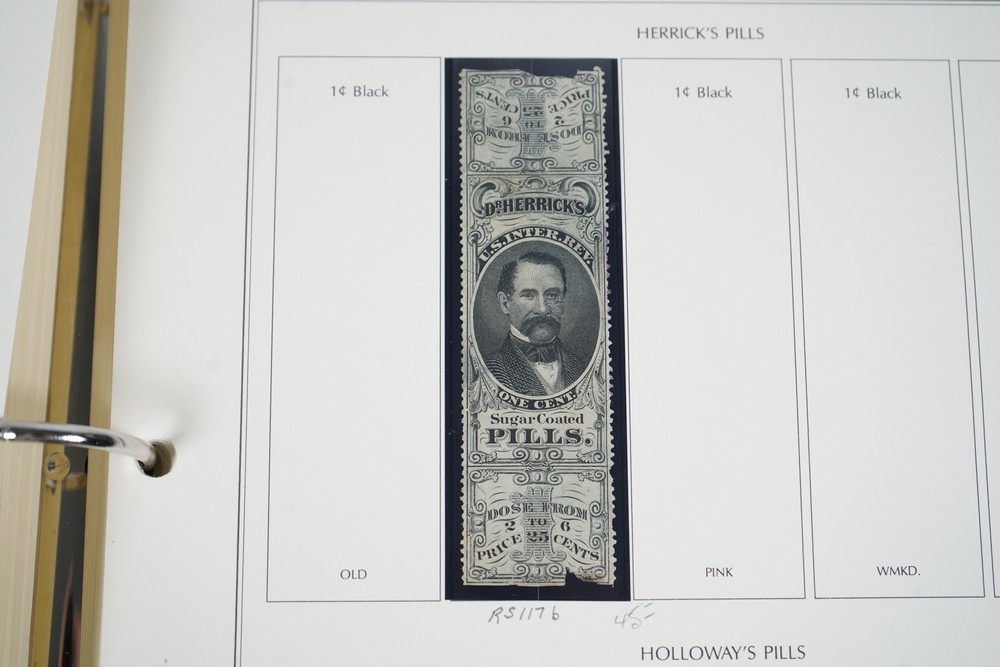 HERRICK'S PILLS
1¢ Black
1¢ Black
1¢ Black
DOSE FROM
2 TO 6
PRICE 25 CENTS
DR HERRICK'S
U.S. INTER. REV.
ONE CENT.
Sugar Coated
PILLS.
DOSE FROM
2 TO 6
PRICE 25 CENTS
OLD
PINK
WMKD.
RS117b
45-
HOLLOWAY'S PILLS